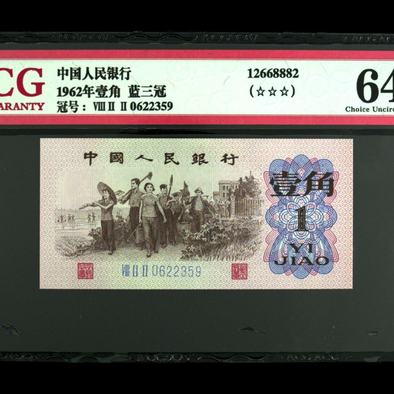 CG
中国人民银行
1962年壹角 蓝三冠
冠号：Ⅷ Ⅱ Ⅱ 0622359
12668882
(☆☆☆)
64
Choice Uncirc
ARANTY
中國人民銀行
壹角
1
YI
JIAO
Ⅷ Ⅱ Ⅱ 0622359